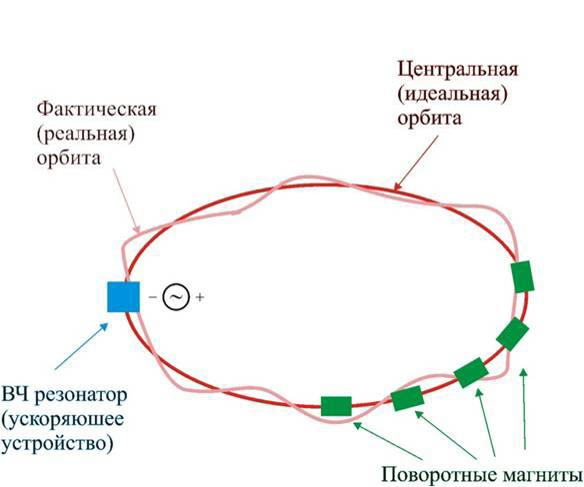 Центральная
(идеальная)
орбита
Фактическая
(реальная)
орбита
− ~ +
ВЧ резонатор
(ускоряюшее
устройство)
Поворотные магниты